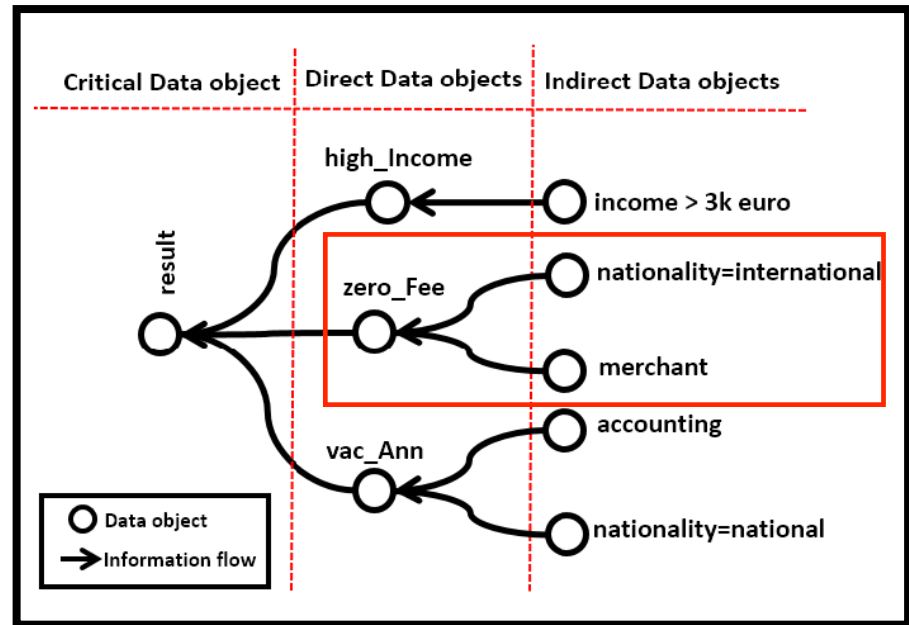 Critical Data object
Direct Data objects
Indirect Data objects
high_Income
income > 3k euro
result
zero_Fee
nationality=international
merchant
vac_Ann
accounting
nationality=national
Data object
Information flow